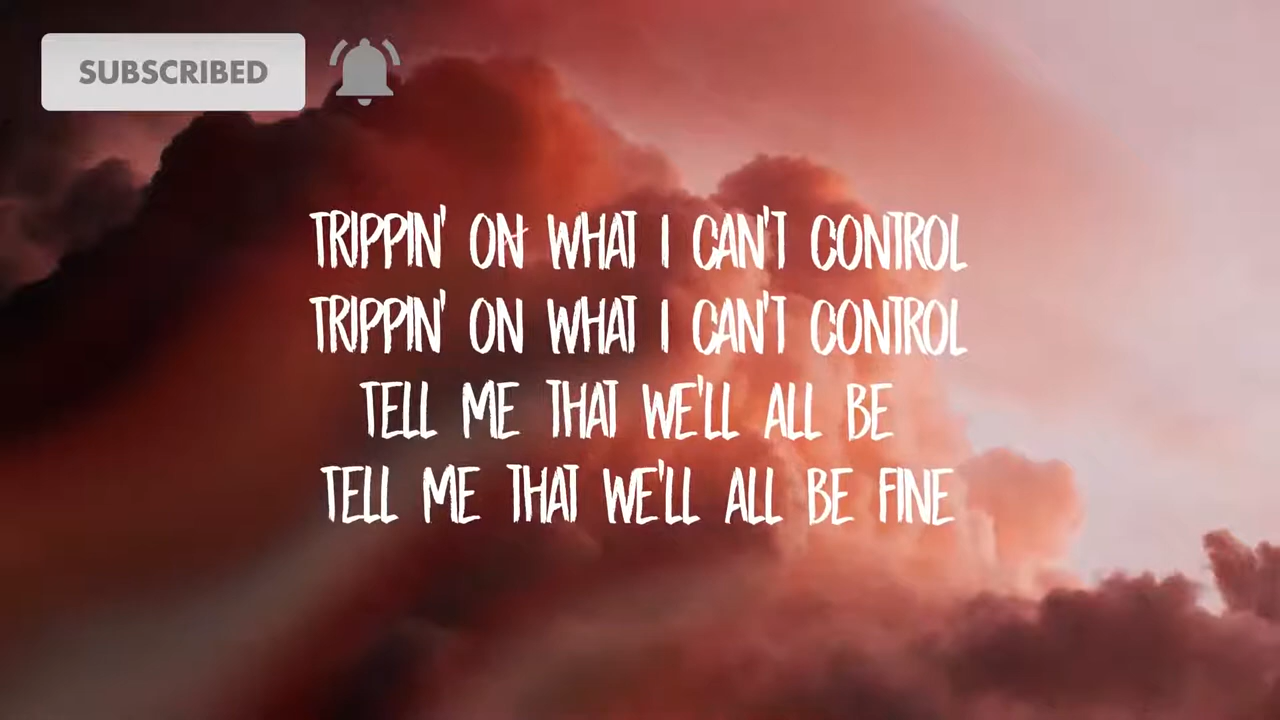 SUBSCRIBED
TRIPPIN' ON WHAT I CAN'T CONTROL
TRIPPIN' ON WHAT I CAN'T CONTROL
TELL ME THAT WE'LL ALL BE
TELL ME THAT WE'LL ALL BE FINE